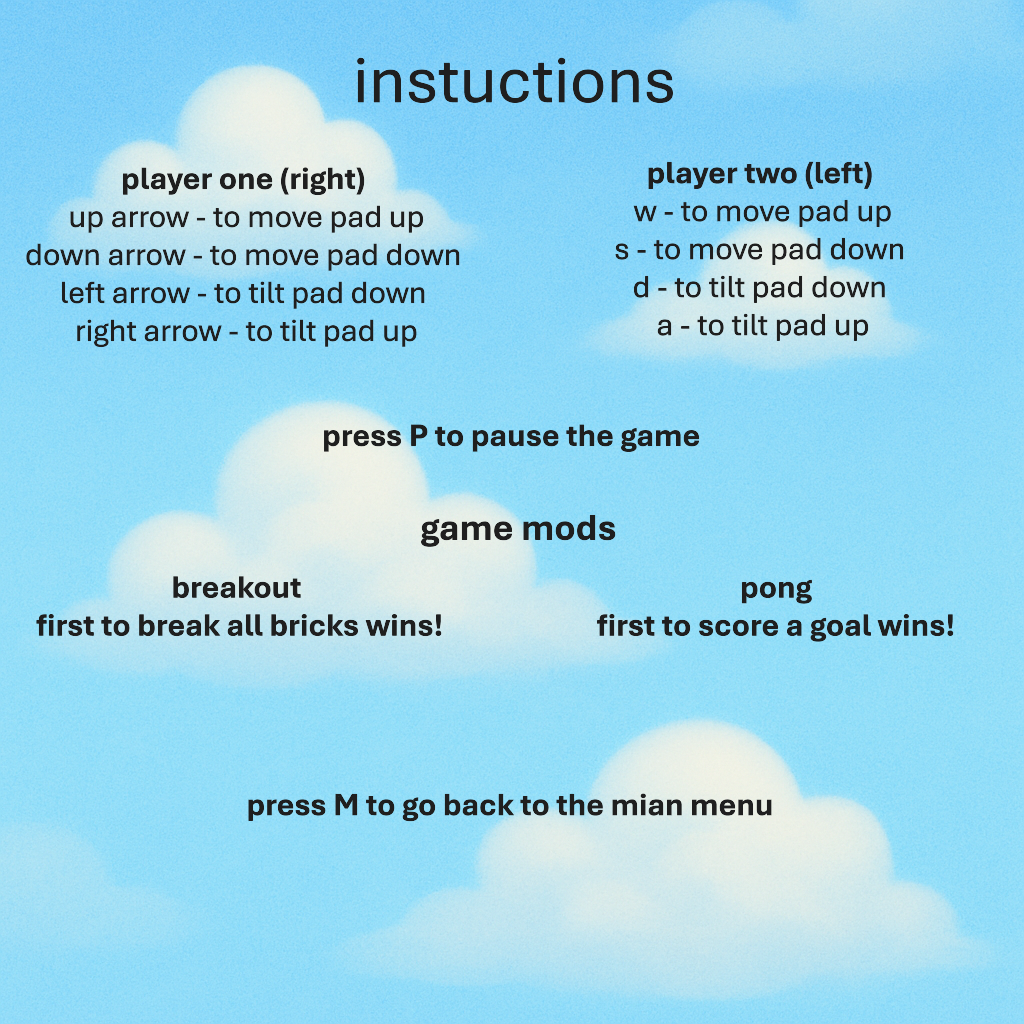 instuctions
player one (right)
up arrow - to move pad up
down arrow - to move pad down
left arrow - to tilt pad down
right arrow - to tilt pad up
player two (left)
w - to move pad up
s - to move pad down
d - to tilt pad down
a - to tilt pad up
press P to pause the game
game mods
breakout
first to break all bricks wins!
pong
first to score a goal wins!
press M to go back to the mian menu